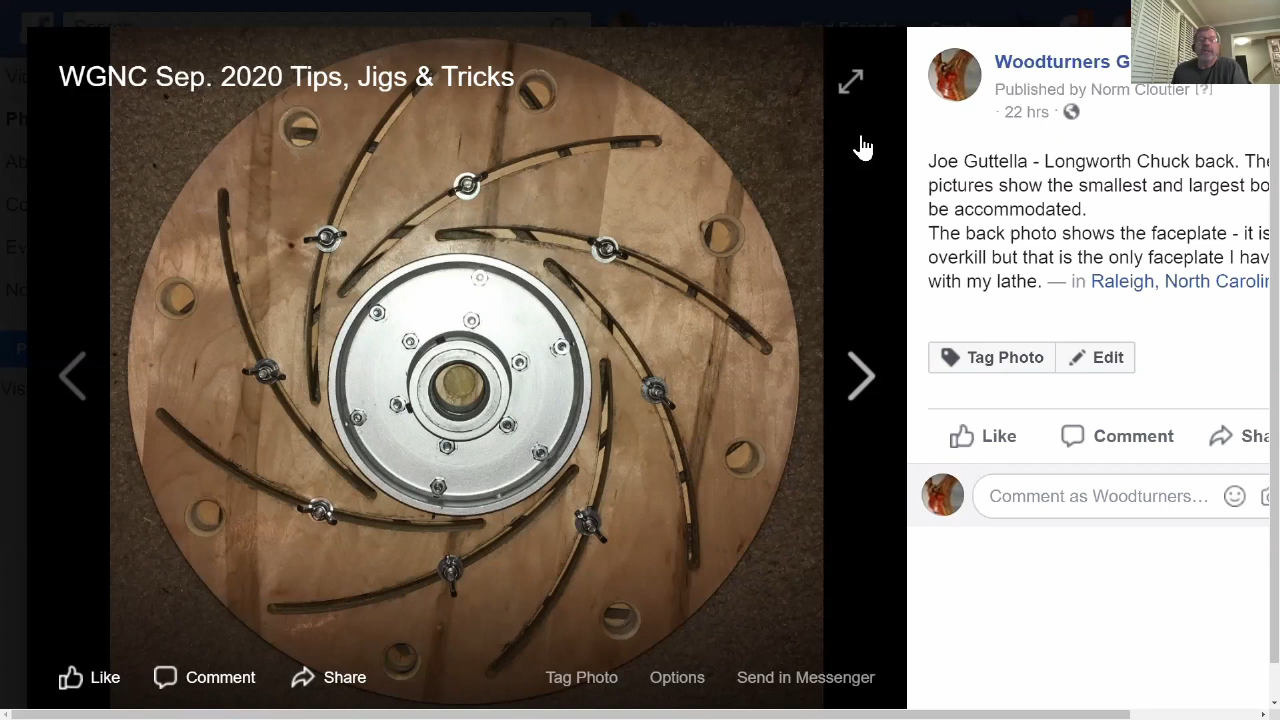 WGNC Sep. 2020 Tips, Jigs & Tricks
Woodturners G
Published by Norm Cloutier [?]
· 22 hrs ·
Joe Guttella - Longworth Chuck back. The
pictures show the smallest and largest bo
be accommodated.
The back photo shows the faceplate - it is
overkill but that is the only faceplate I hav
with my lathe. — in Raleigh, North Carolin
Tag Photo Edit
Like Comment Sha
Comment as Woodturners...
Like Comment Share Tag Photo Options Send in Messenger